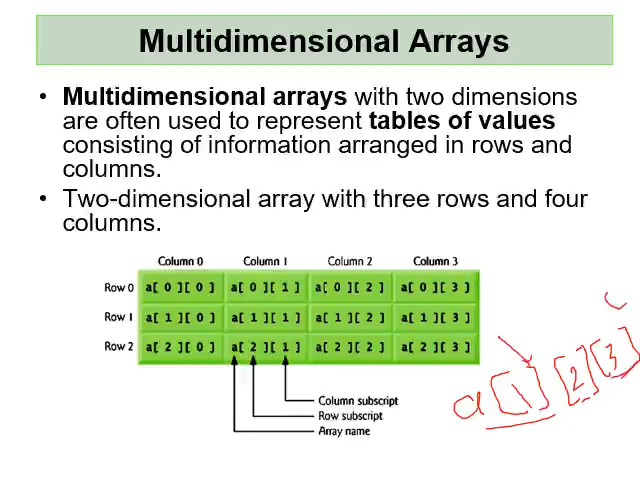 Multidimensional Arrays
• Multidimensional arrays with two dimensions
are often used to represent tables of values
consisting of information arranged in rows and
columns.
• Two-dimensional array with three rows and four
columns.
Column 0 Column 1 Column 2 Column 3
Row 0 a[ 0 ][ 0 ] a[ 0 ][ 1 ] a[ 0 ][ 2 ] a[ 0 ][ 3 ]
Row 1 a[ 1 ][ 0 ] a[ 1 ][ 1 ] a[ 1 ][ 2 ] a[ 1 ][ 3 ]
Row 2 a[ 2 ][ 0 ] a[ 2 ][ 1 ] a[ 2 ][ 2 ] a[ 2 ][ 3 ]
Column subscript
Row subscript
Array name
a[1][2][3]